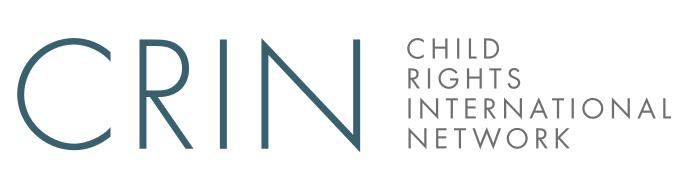 CRIN
CHILD
RIGHTS
INTERNATIONAL
NETWORK